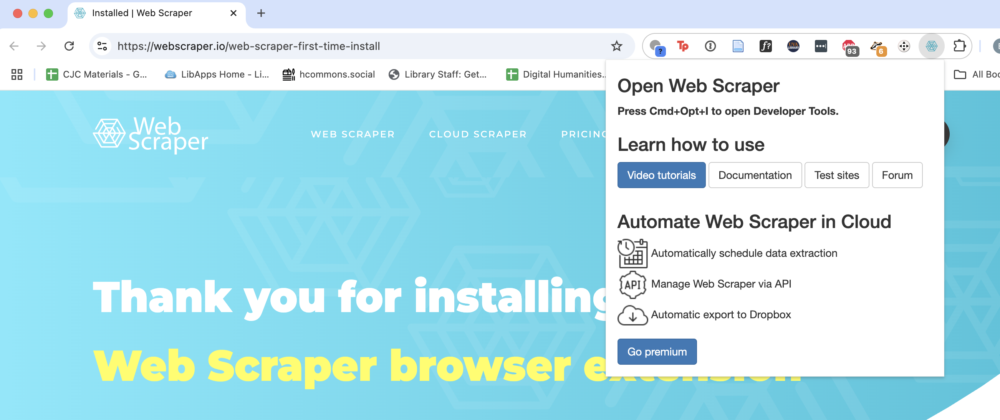 Installed | Web Scraper
https://webscraper.io/web-scraper-first-time-install
?
Tp
f?
UVA
LIBRARY
93
6
CJC Materials - G...
LibApps Home - Li...
hcommons.social
Library Staff: Get...
Digital Humanities...
All Boo
Web
Scraper
WEB SCRAPER
CLOUD SCRAPER
PRICING
Open Web Scraper
Press Cmd+Opt+I to open Developer Tools.
Learn how to use
Video tutorials
Documentation
Test sites
Forum
Automate Web Scraper in Cloud
Automatically schedule data extraction
API
Manage Web Scraper via API
Automatic export to Dropbox
Go premium
Thank you for installing
Web Scraper browser extension